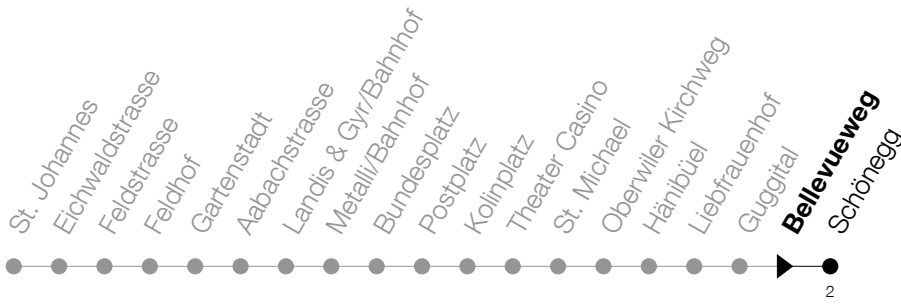 St. Johannes
Eichwaldstrasse
Feldstrasse
Feldhof
Gartenstadt
Aabachstrasse
Landis & Gyr/Bahnhof
Metalli/Bahnhof
Bundesplatz
Postplatz
Kolinplatz
Theater Casino
St. Michael
Oberwiler Kirchweg
Hänibüel
Liebfrauenhof
Guggital
Bellevueweg
Schönegg
2